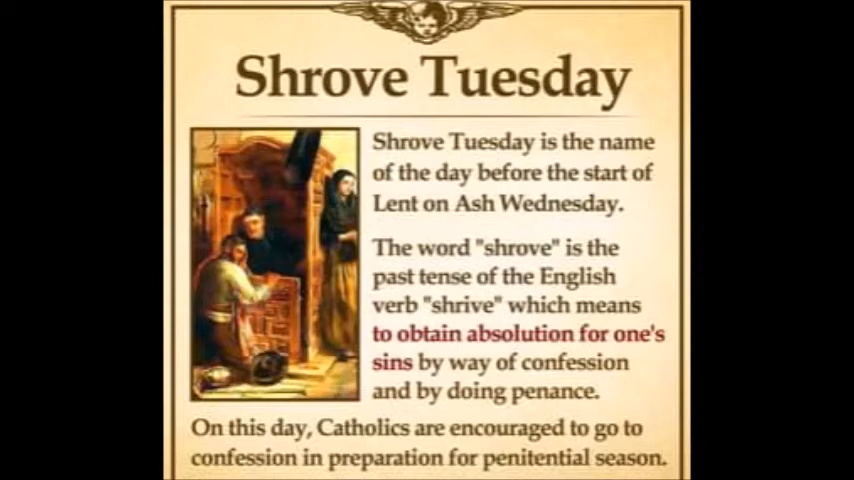 Shrove Tuesday
Shrove Tuesday is the name
of the day before the start of
Lent on Ash Wednesday.
The word "shrove" is the
past tense of the English
verb "shrive" which means
to obtain absolution for one's
sins by way of confession
and by doing penance.
On this day, Catholics are encouraged to go to
confession in preparation for penitential season.